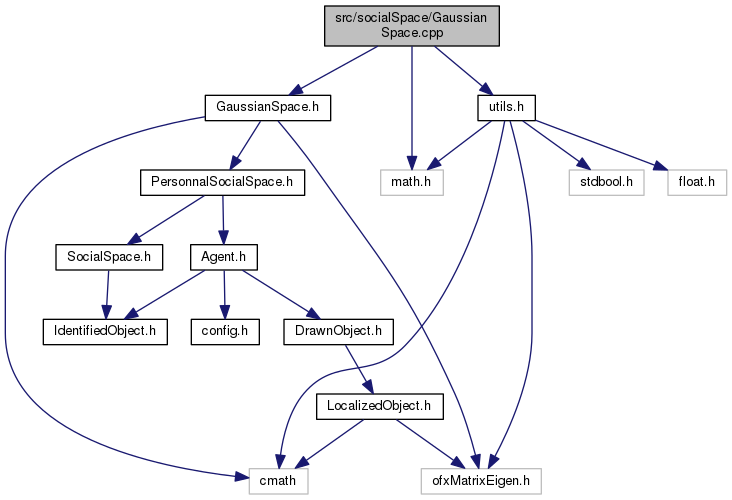 src/socialSpace/Gaussian
Space.cpp
GaussianSpace.h
utils.h
PersonnalSocialSpace.h
math.h
stdbool.h
float.h
SocialSpace.h
Agent.h
IdentifiedObject.h
config.h
DrawnObject.h
LocalizedObject.h
cmath
ofxMatrixEigen.h